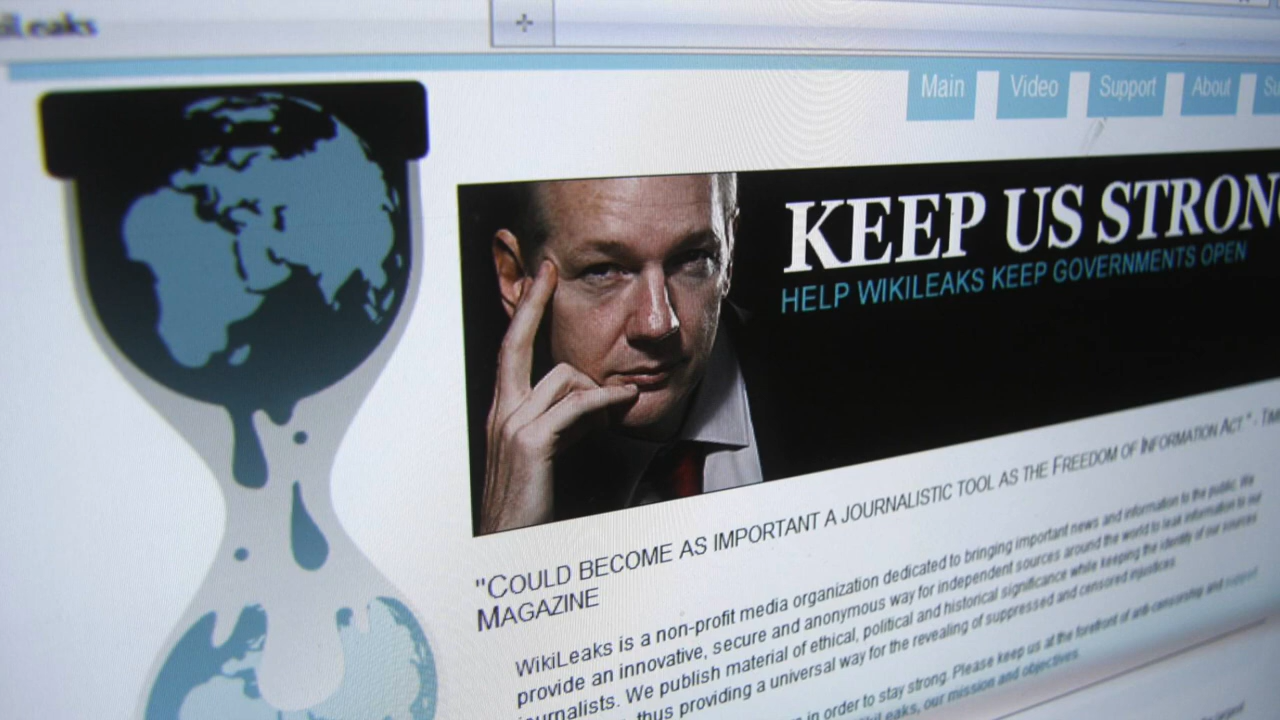 Leaks
Main Video Support About Su
KEEP US STRON
HELP WIKILEAKS KEEP GOVERNMENTS OPEN
"COULD BECOME AS IMPORTANT A JOURNALISTIC TOOL AS THE FREEDOM OF INFORMATION ACT." - TIM
MAGAZINE
WikiLeaks is a non-profit media organization dedicated to bringing important news and information to the public. We
provide an innovative, secure and anonymous way for independent sources around the world to leak information to our
journalists. We publish material of ethical, political and historical significance while keeping the identity of our sources
thus providing a universal way for the revealing of suppressed and censored injustices.
in order to stay strong. Please keep us at the forefront of anti-censorship and support
WikiLeaks, our mission and objectives.